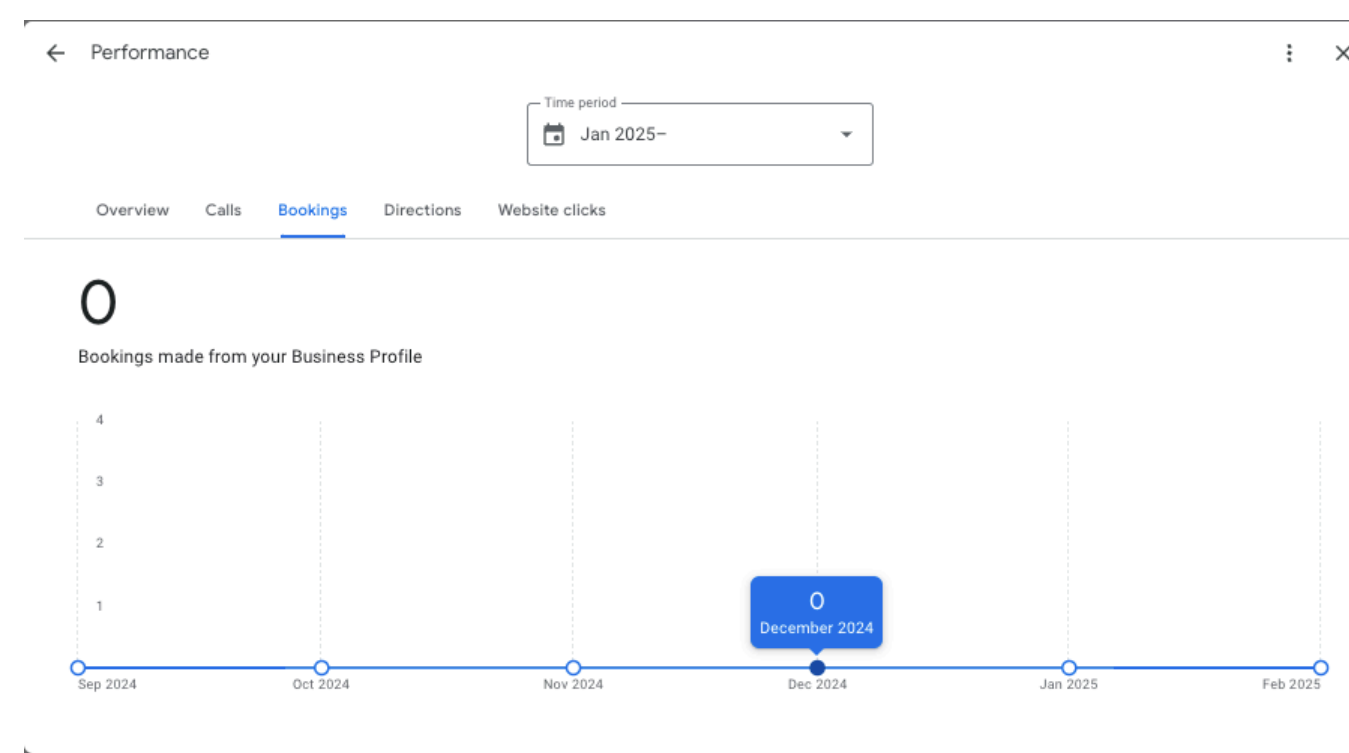 Performance
Time period
Jan 2025–
Overview Calls Bookings Directions Website clicks
0
Bookings made from your Business Profile
4
3
2
1
0
December 2024
Sep 2024 Oct 2024 Nov 2024 Dec 2024 Jan 2025 Feb 2025